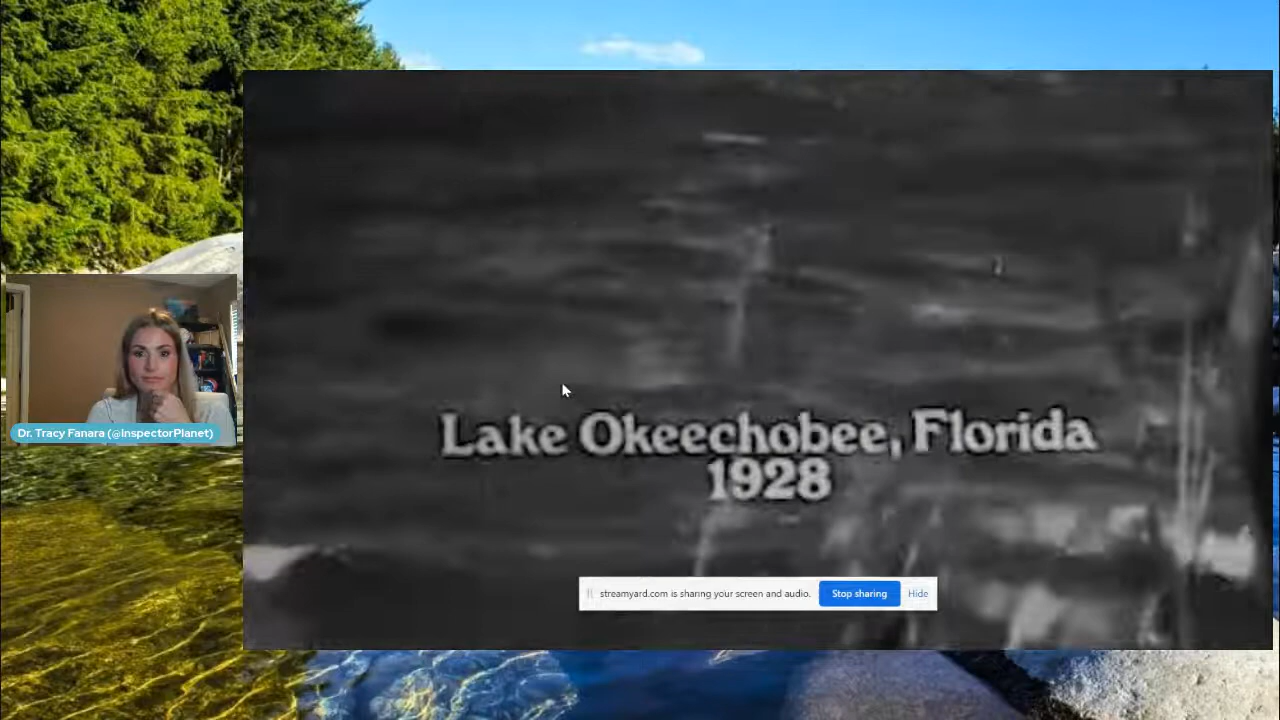 Lake Okeechobee, Florida
1928
Dr. Tracy Fanara (@InspectorPlanet)
streamyard.com is sharing your screen and audio.
Stop sharing
Hide